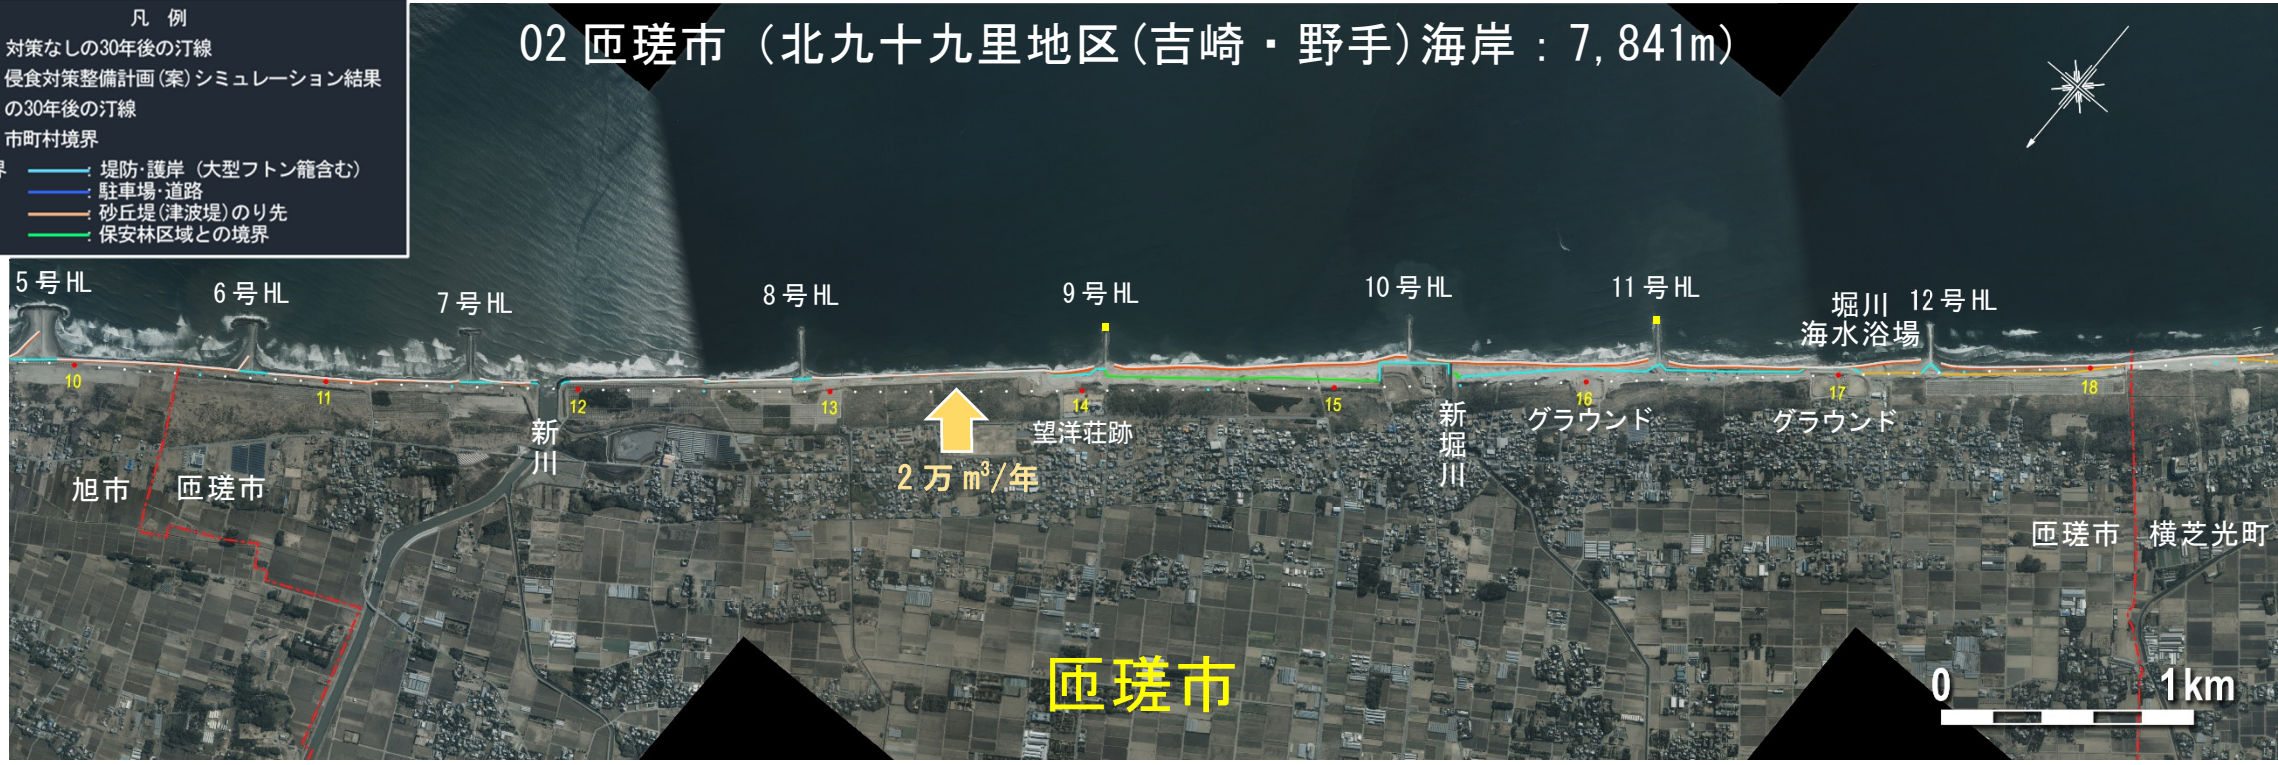 凡 例
対策なしの30年後の汀線
侵食対策整備計画(案)シミュレーション結果
の30年後の汀線
市町村境界
界
: 堤防･護岸 (大型フトン籠含む)
: 駐車場･道路
: 砂丘堤(津波堤)のり先
: 保安林区域との境界
02 匝瑳市 (北九十九里地区(吉崎・野手)海岸：7,841m)
5号HL
6号HL
7号HL
8号HL
9号HL
10号HL
11号HL
堀川
海水浴場
12号HL
10
11
12
13
14
15
16
17
18
新川
望洋荘跡
新堀川
グラウンド
グラウンド
2万m³/年
旭市
匝瑳市
匝瑳市
横芝光町
匝瑳市
0
1km